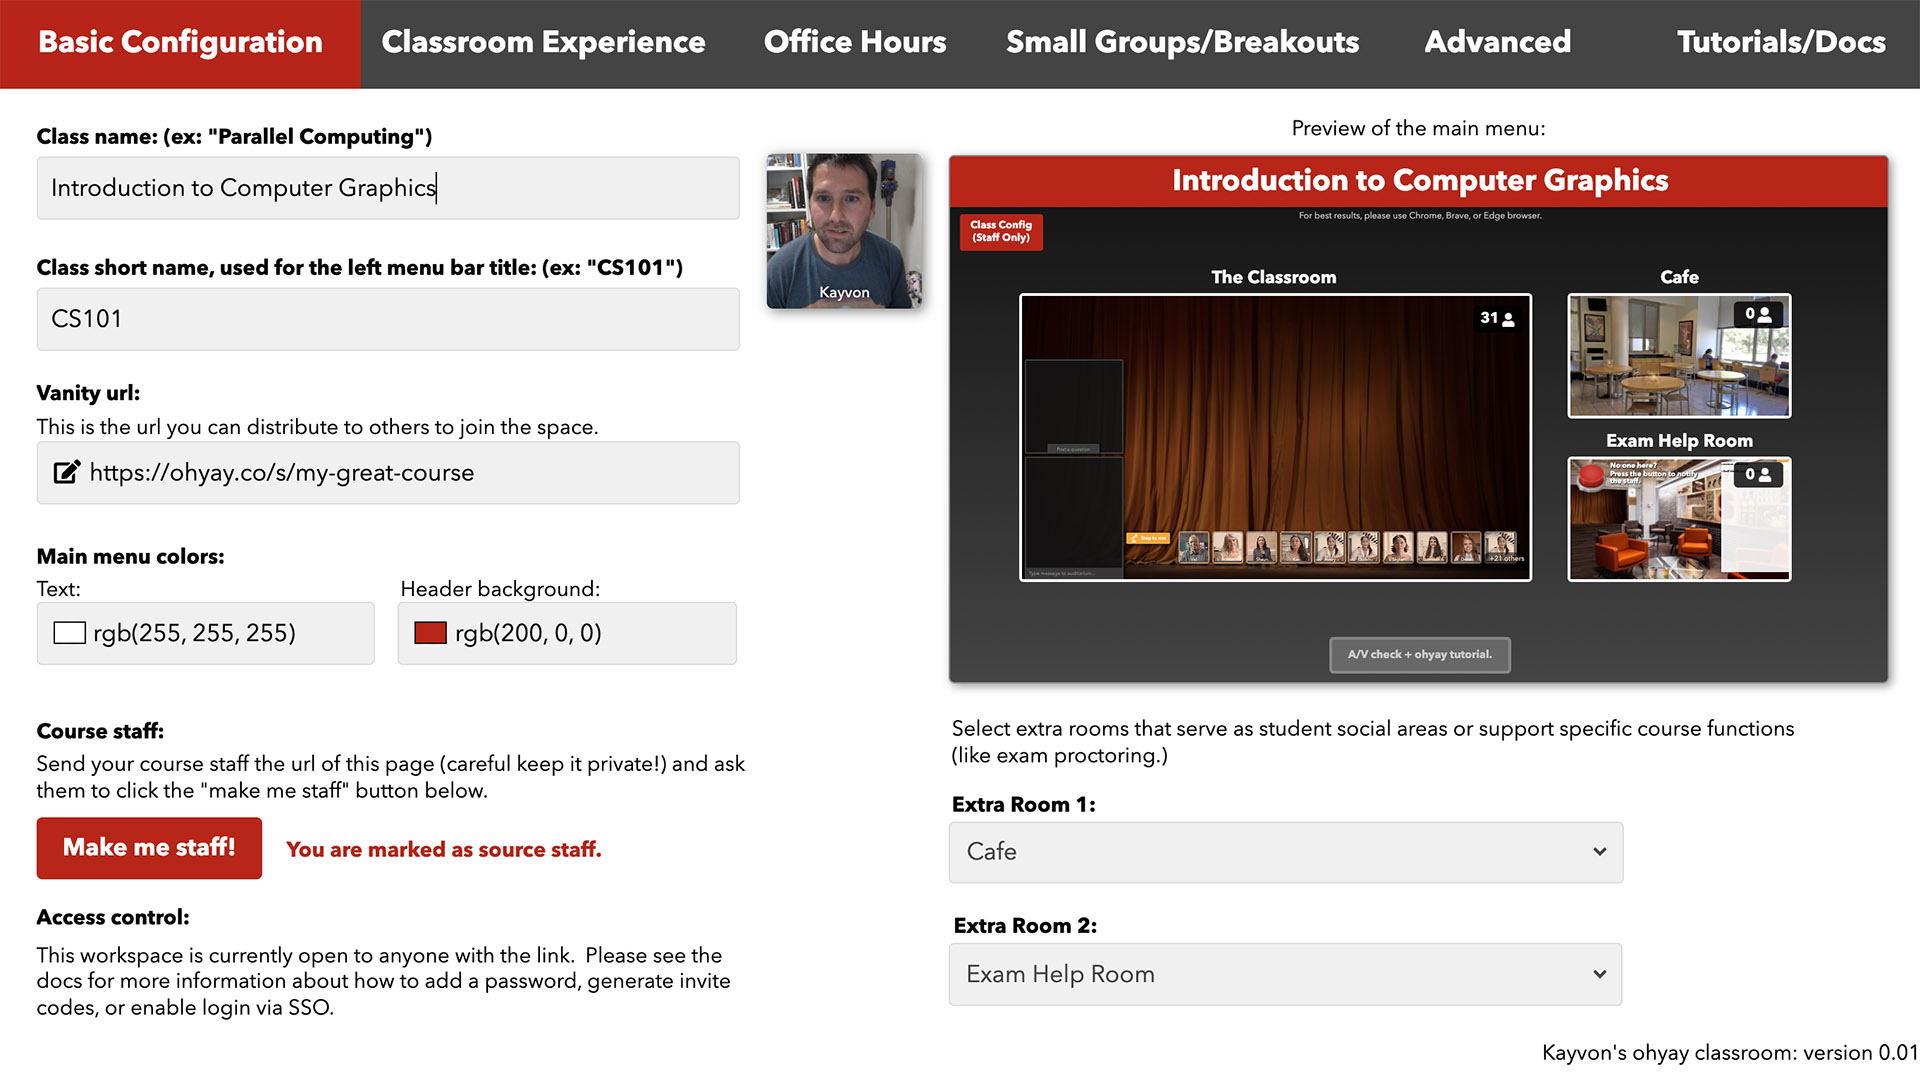 Basic Configuration
Classroom Experience
Office Hours
Small Groups/Breakouts
Advanced
Tutorials/Docs
Class name: (ex: "Parallel Computing")
Introduction to Computer Graphics
Class short name, used for the left menu bar title: (ex: "CS101")
CS101
Vanity url:
This is the url you can distribute to others to join the space.
https://ohyay.co/s/my-great-course
Main menu colors:
Text:
Header background:
rgb(255, 255, 255)
rgb(200, 0, 0)
Course staff:
Send your course staff the url of this page (careful keep it private!) and ask
them to click the "make me staff" button below.
Make me staff!
You are marked as source staff.
Access control:
This workspace is currently open to anyone with the link.  Please see the
docs for more information about how to add a password, generate invite
codes, or enable login via SSO.
Kayvon
Preview of the main menu:
Introduction to Computer Graphics
For best results, please use Chrome, Brave, or Edge browser.
Class Config
(Staff Only)
The Classroom
31
Post a question
Type message to auditorium...
Step to mic
+21 others
Cafe
0
Exam Help Room
No one here?
Press the button to notify
the staff.
0
A/V check + ohyay tutorial.
Select extra rooms that serve as student social areas or support specific course functions
(like exam proctoring.)
Extra Room 1:
Cafe
Extra Room 2:
Exam Help Room
Kayvon's ohyay classroom: version 0.01